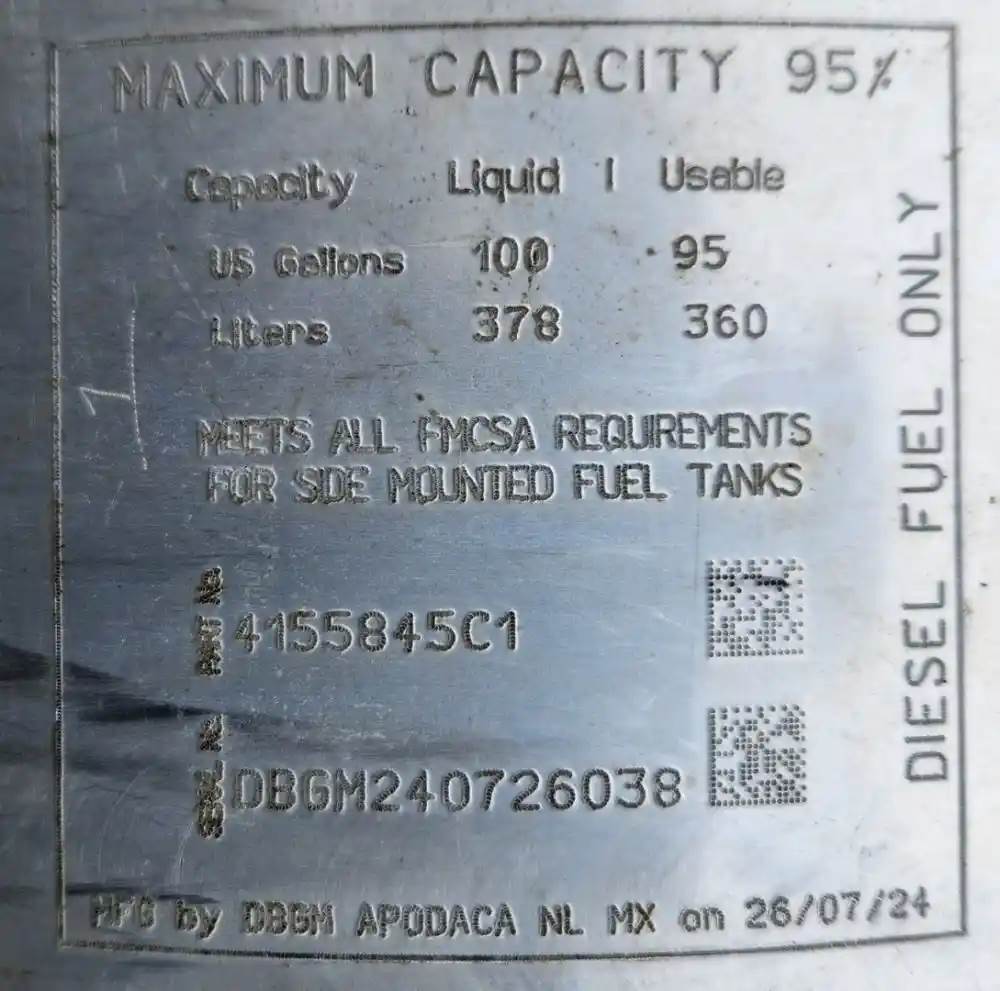 MAXIMUM CAPACITY 95%
Capacity Liquid | Usable
US Gallons 100 95
Liters 378 360
MEETS ALL FMCSA REQUIREMENTS
FOR SIDE MOUNTED FUEL TANKS
PART No.
4155845C1
SERIAL No.
DBGM240726038
MFG by DBGM APODACA NL MX on 26/07/24
DIESEL FUEL ONLY